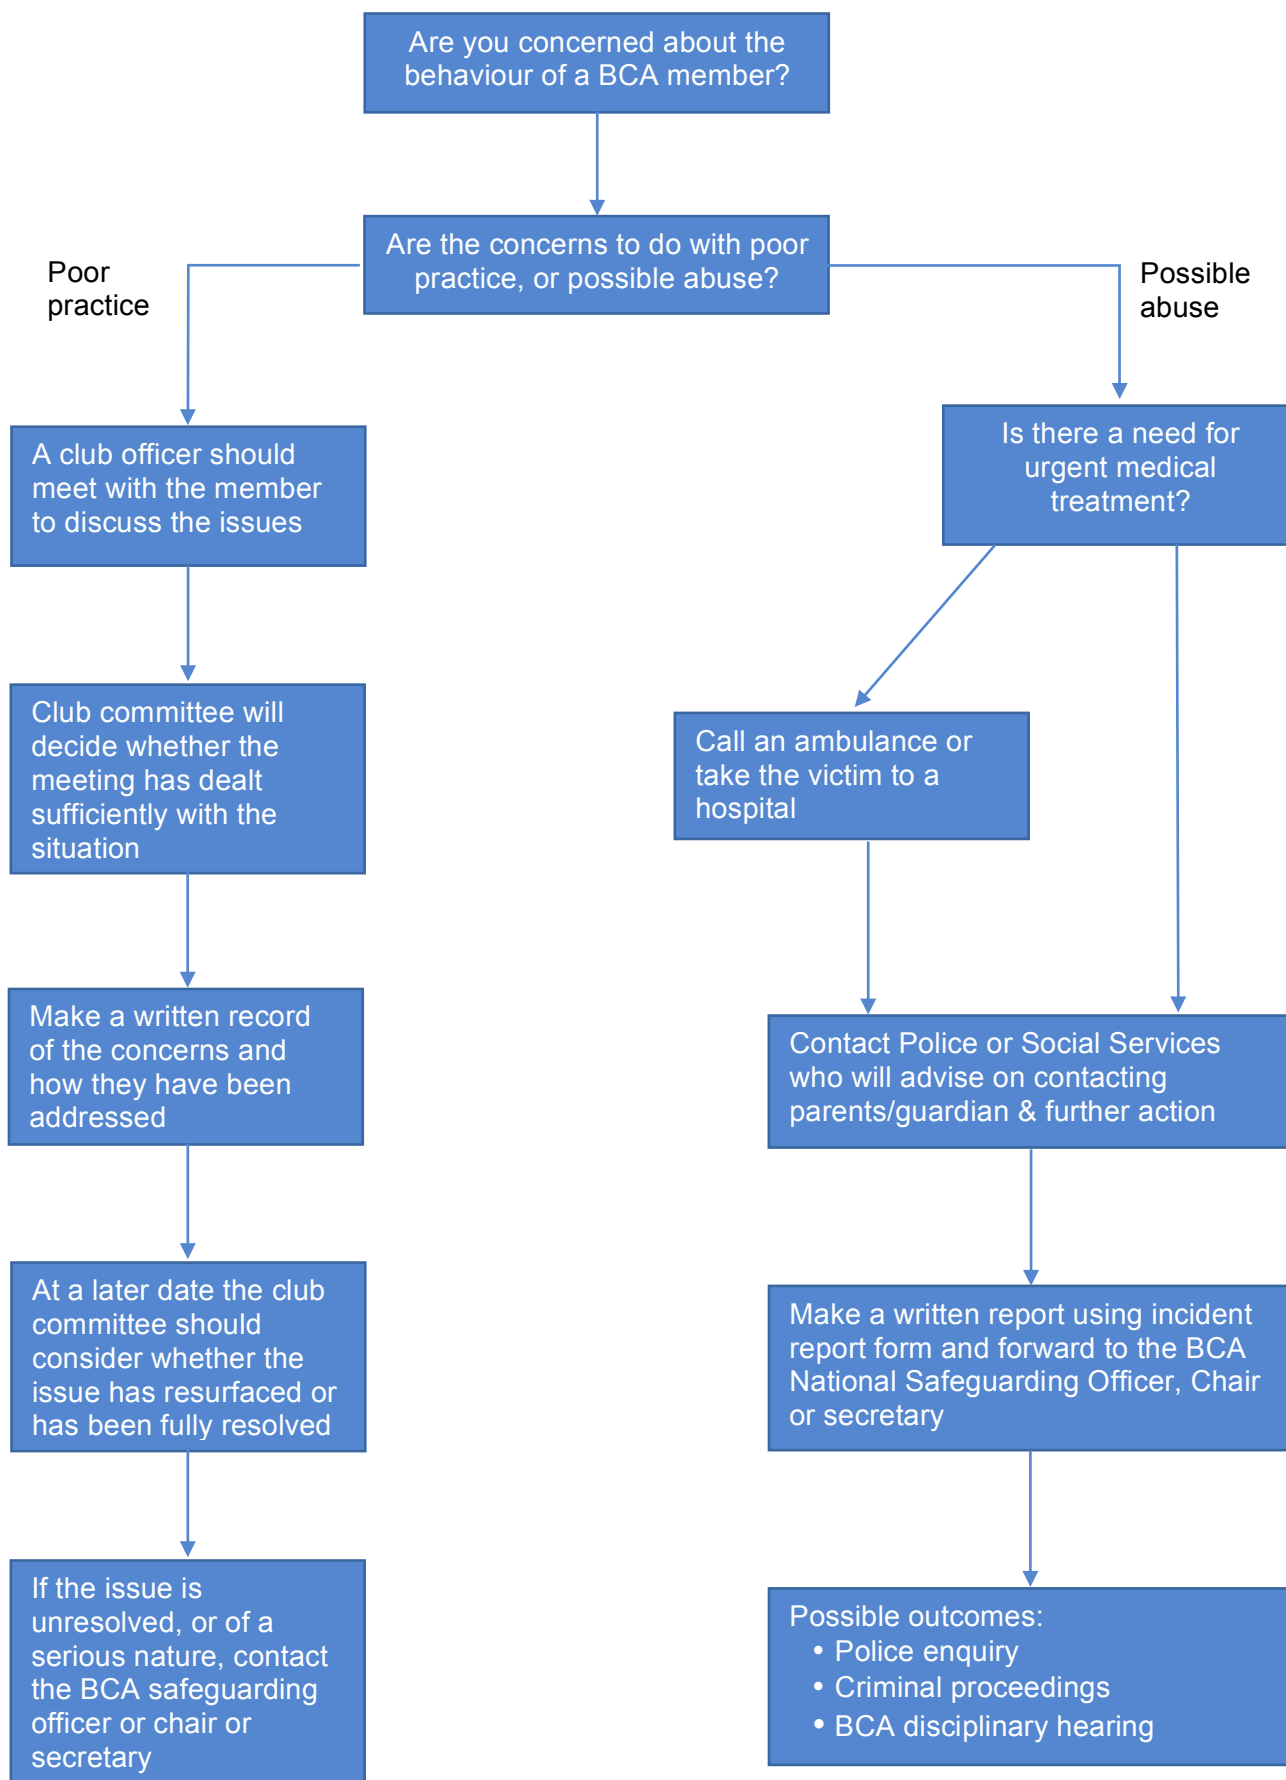 Are you concerned about the
behaviour of a BCA member?
Are the concerns to do with poor
practice, or possible abuse?
Poor
practice
Possible
abuse
A club officer should
meet with the member
to discuss the issues
Is there a need for
urgent medical
treatment?
Club committee will
decide whether the
meeting has dealt
sufficiently with the
situation
Call an ambulance or
take the victim to a
hospital
Make a written record
of the concerns and
how they have been
addressed
Contact Police or Social Services
who will advise on contacting
parents/guardian & further action
At a later date the club
committee should
consider whether the
issue has resurfaced or
has been fully resolved
Make a written report using incident
report form and forward to the BCA
National Safeguarding Officer, Chair
or secretary
If the issue is
unresolved, or of a
serious nature, contact
the BCA safeguarding
officer or chair or
secretary
Possible outcomes:
• Police enquiry
• Criminal proceedings
• BCA disciplinary hearing